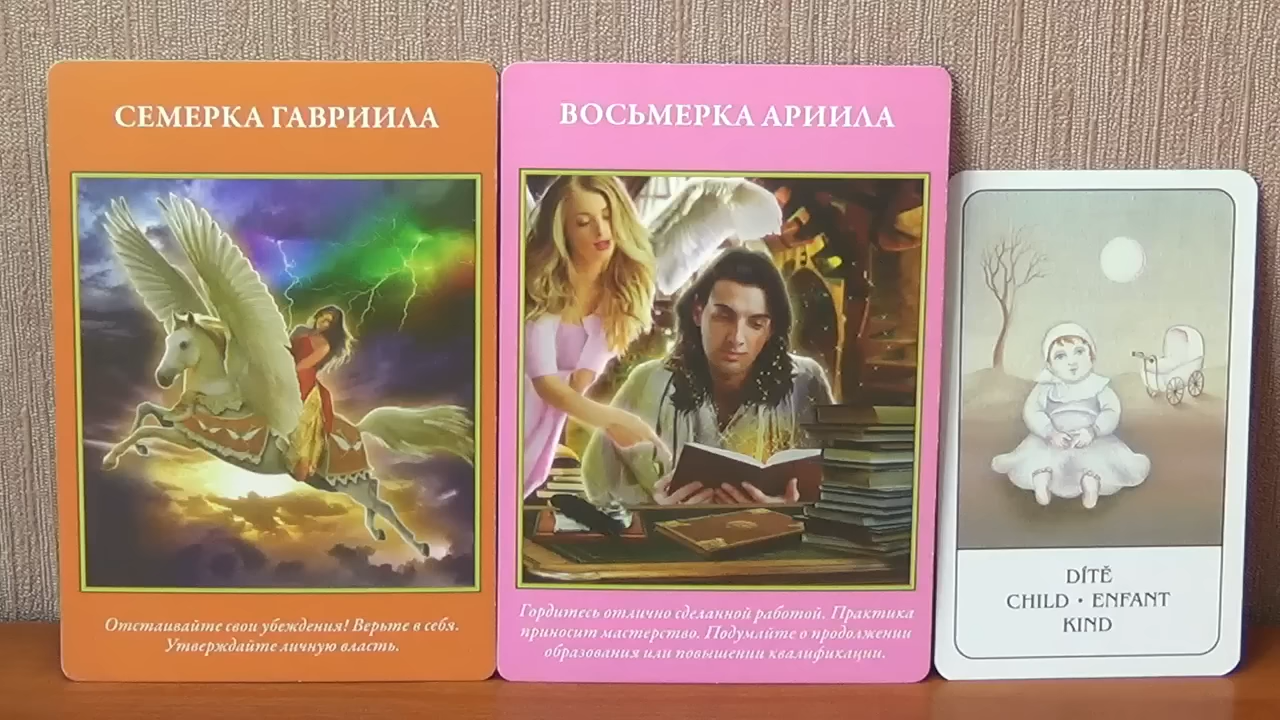 СЕМЕРКА ГАВРИИЛА
Отстаивайте свои убеждения! Верьте в себя.
Утверждайте личную власть.
ВОСЬМЕРКА АРИИЛА
Гордитесь отлично сделанной работой. Практика
приносит мастерство. Подумайте о продолжении
образования или повышении квалификации.
DÍTĚ
CHILD • ENFANT
KIND